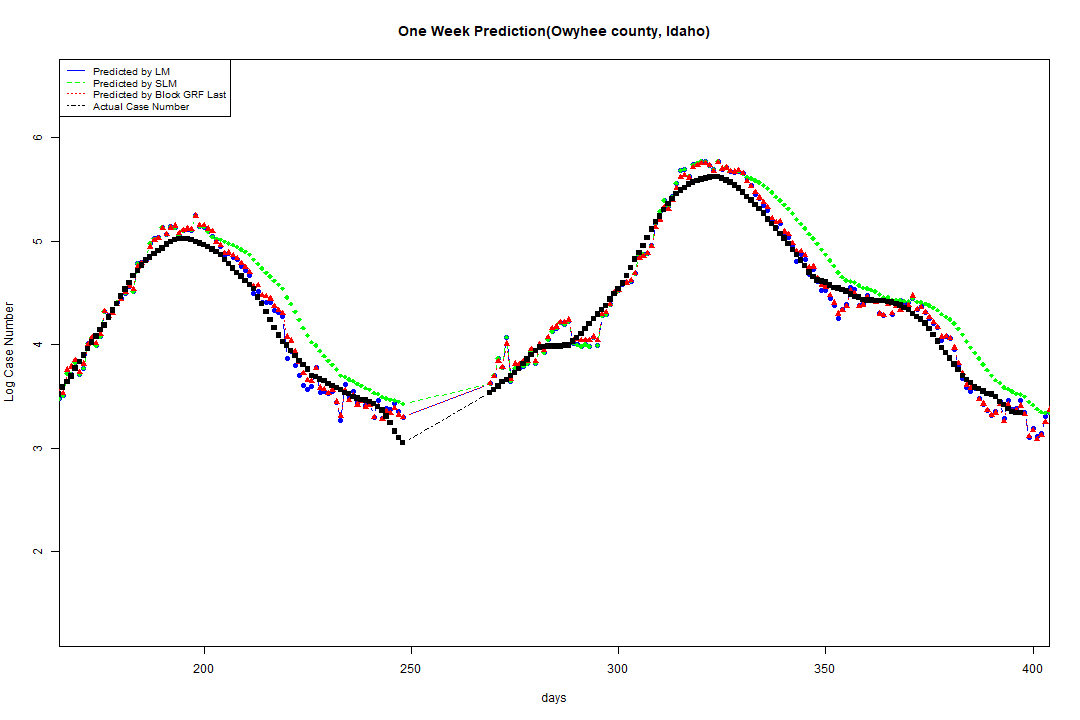 One Week Prediction(Owyhee county, Idaho)
Predicted by LM
Predicted by SLM
Predicted by Block GRF Last
Actual Case Number
6
5
4
3
2
Log Case Number
200 250 300 350 400
days